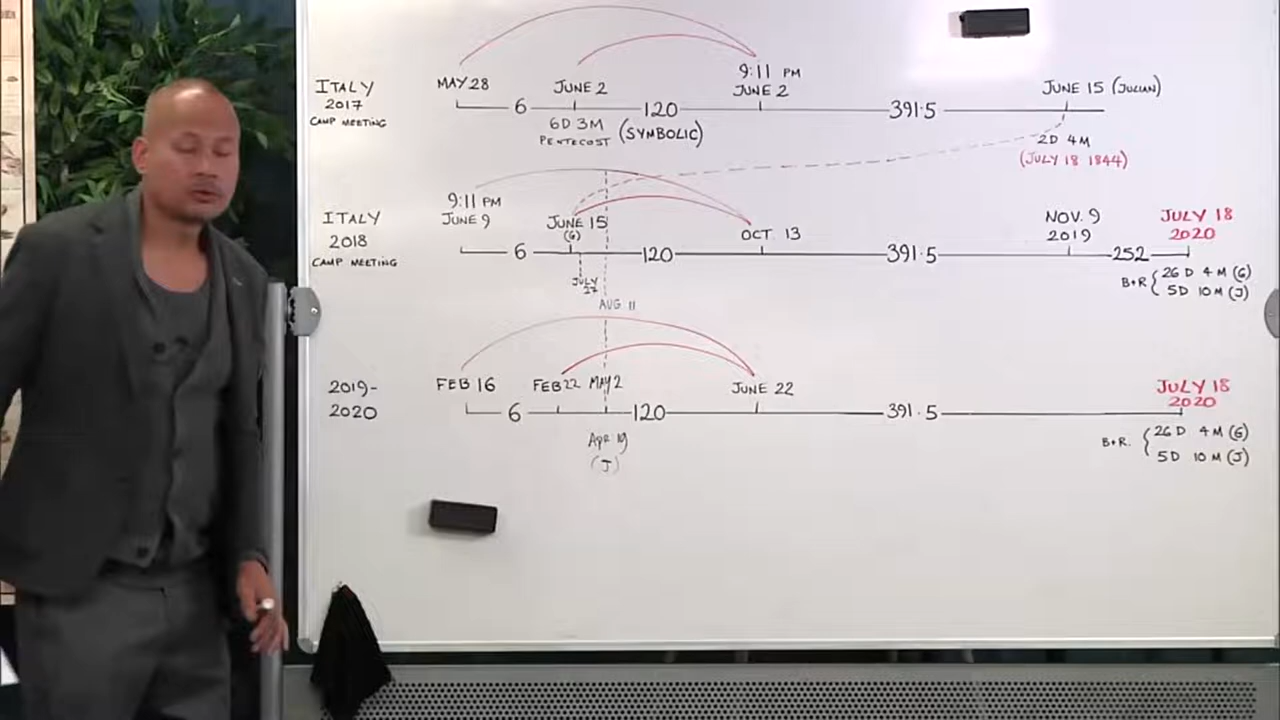 ITALY
2017
CAMP MEETING
MAY 28
JUNE 2
9:11 PM
JUNE 2
JUNE 15 (JULIAN)
6
120
391.5
6D 3M
PENTECOST
(SYMBOLIC)
2D 4M
(JULY 18 1844)
ITALY
2018
CAMP MEETING
9:11 PM
JUNE 9
JUNE 15
(G)
OCT. 13
NOV. 9
2019
JULY 18
2020
6
120
391.5
252
JULY
27
AUG 11
B+R { 26 D 4 M (G)
5D 10 M (J)
2019-
2020
FEB 16
FEB 22
MAY 2
JUNE 22
JULY 18
2020
6
120
391.5
Apr 19
(J)
B+R. { 26 D 4 M (G)
5D 10 M (J)